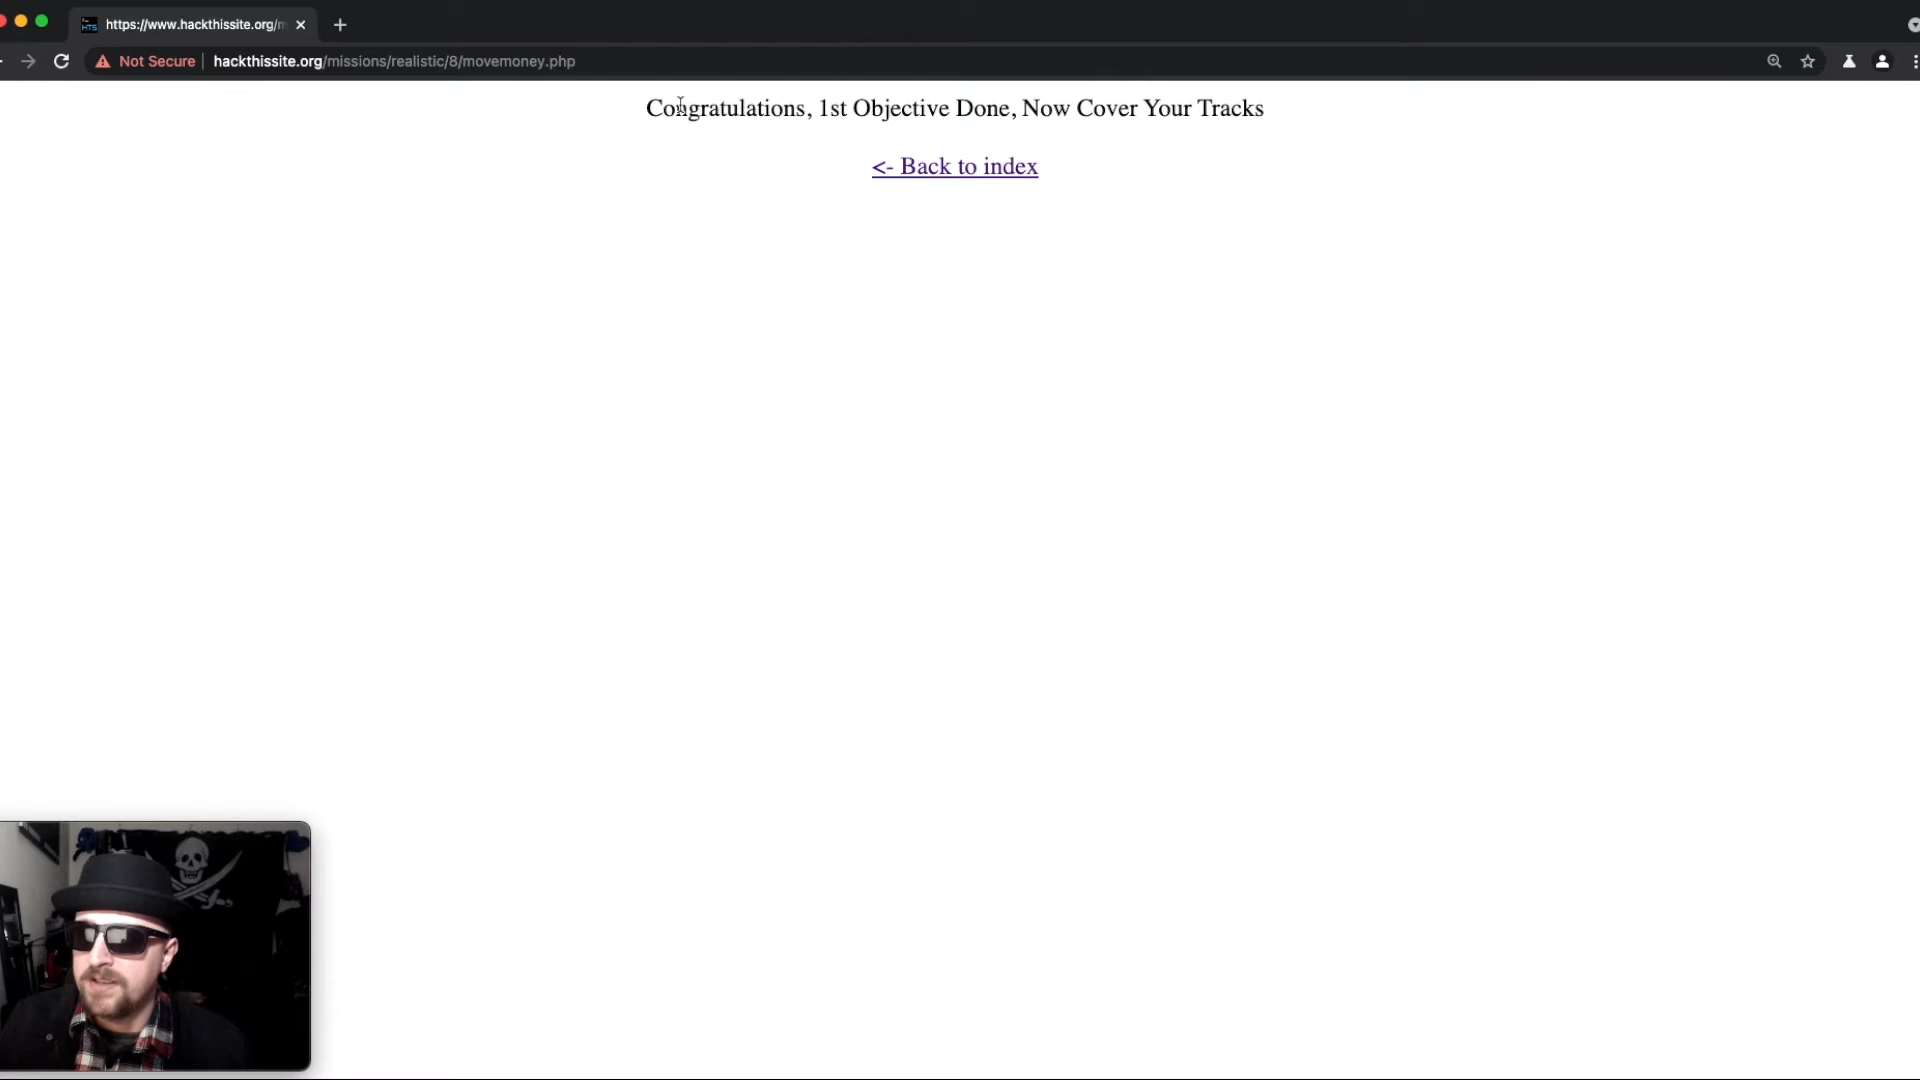 https://www.hackthissite.org/m
Not Secure
hackthissite.org/missions/realistic/8/movemoney.php
Congratulations, 1st Objective Done, Now Cover Your Tracks
<- Back to index